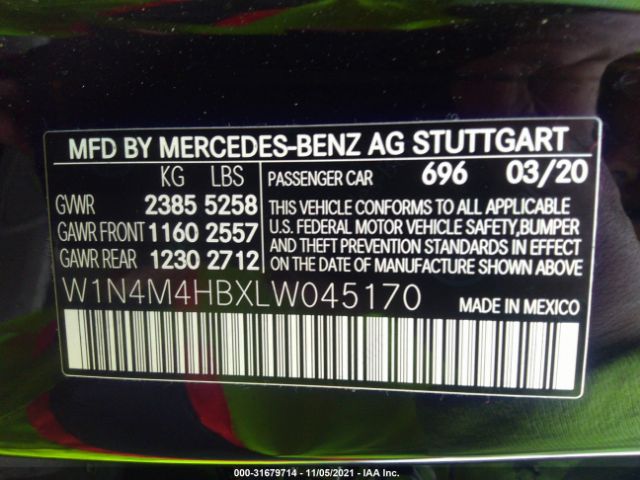 MFD BY MERCEDES-BENZ AG STUTTGART
KG LBS
GVWR 2385 5258
GAWR FRONT 1160 2557
GAWR REAR 1230 2712
PASSENGER CAR 696 03/20
THIS VEHICLE CONFORMS TO ALL APPLICABLE
U.S. FEDERAL MOTOR VEHICLE SAFETY,BUMPER
AND THEFT PREVENTION STANDARDS IN EFFECT
ON THE DATE OF MANUFACTURE SHOWN ABOVE
W1N4M4HBXLW045170
MADE IN MEXICO
000-31679714 - 11/05/2021 - IAA Inc.